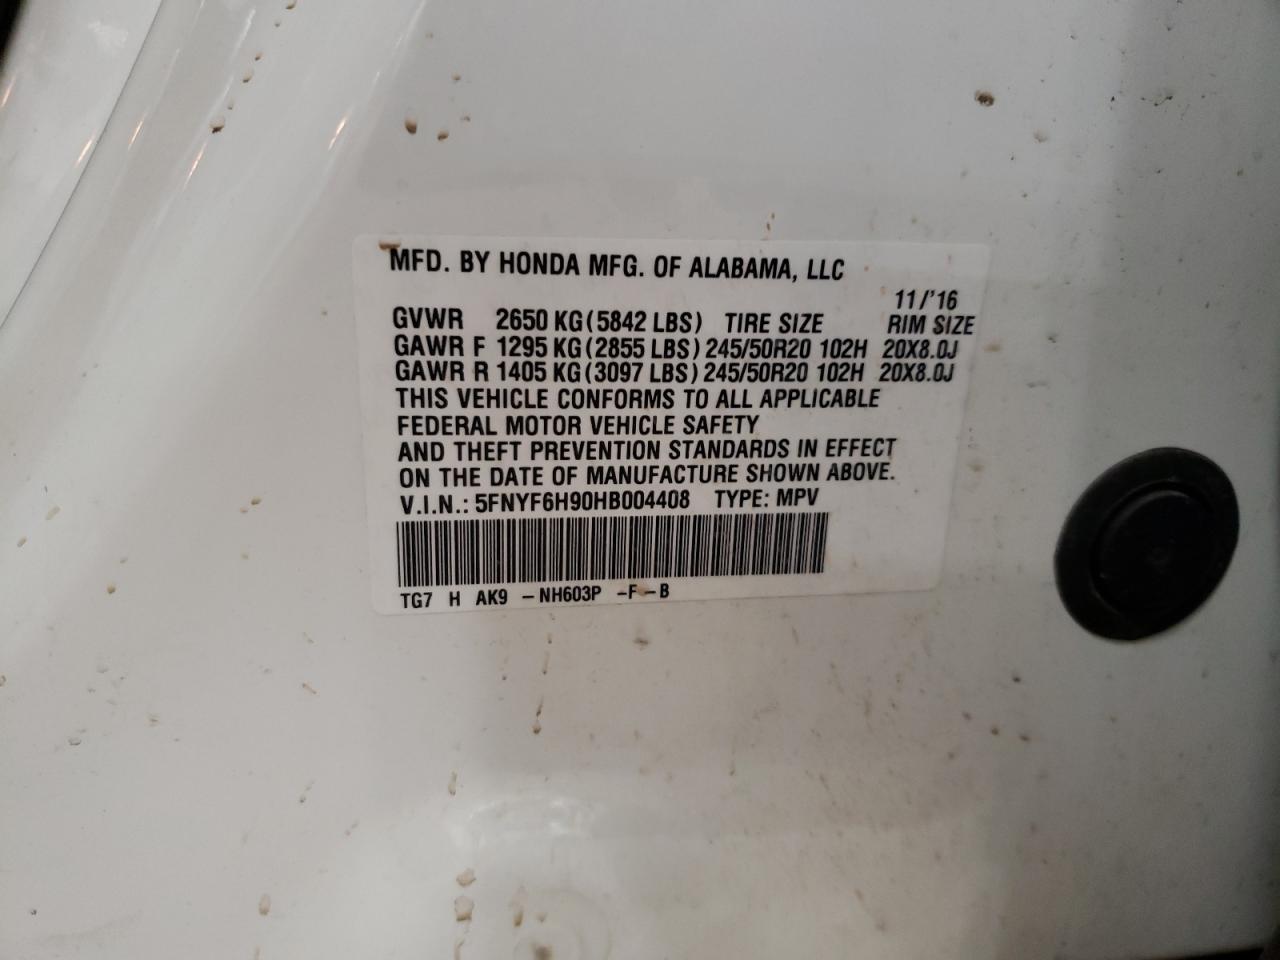 MFD. BY HONDA MFG. OF ALABAMA, LLC
11/'16
GVWR 2650 KG (5842 LBS) TIRE SIZE RIM SIZE
GAWR F 1295 KG (2855 LBS) 245/50R20 102H 20X8.0J
GAWR R 1405 KG (3097 LBS) 245/50R20 102H 20X8.0J
THIS VEHICLE CONFORMS TO ALL APPLICABLE
FEDERAL MOTOR VEHICLE SAFETY
AND THEFT PREVENTION STANDARDS IN EFFECT
ON THE DATE OF MANUFACTURE SHOWN ABOVE.
V.I.N.: 5FNYF6H90HB004408 TYPE: MPV
TG7 H AK9 -NH603P -F-B